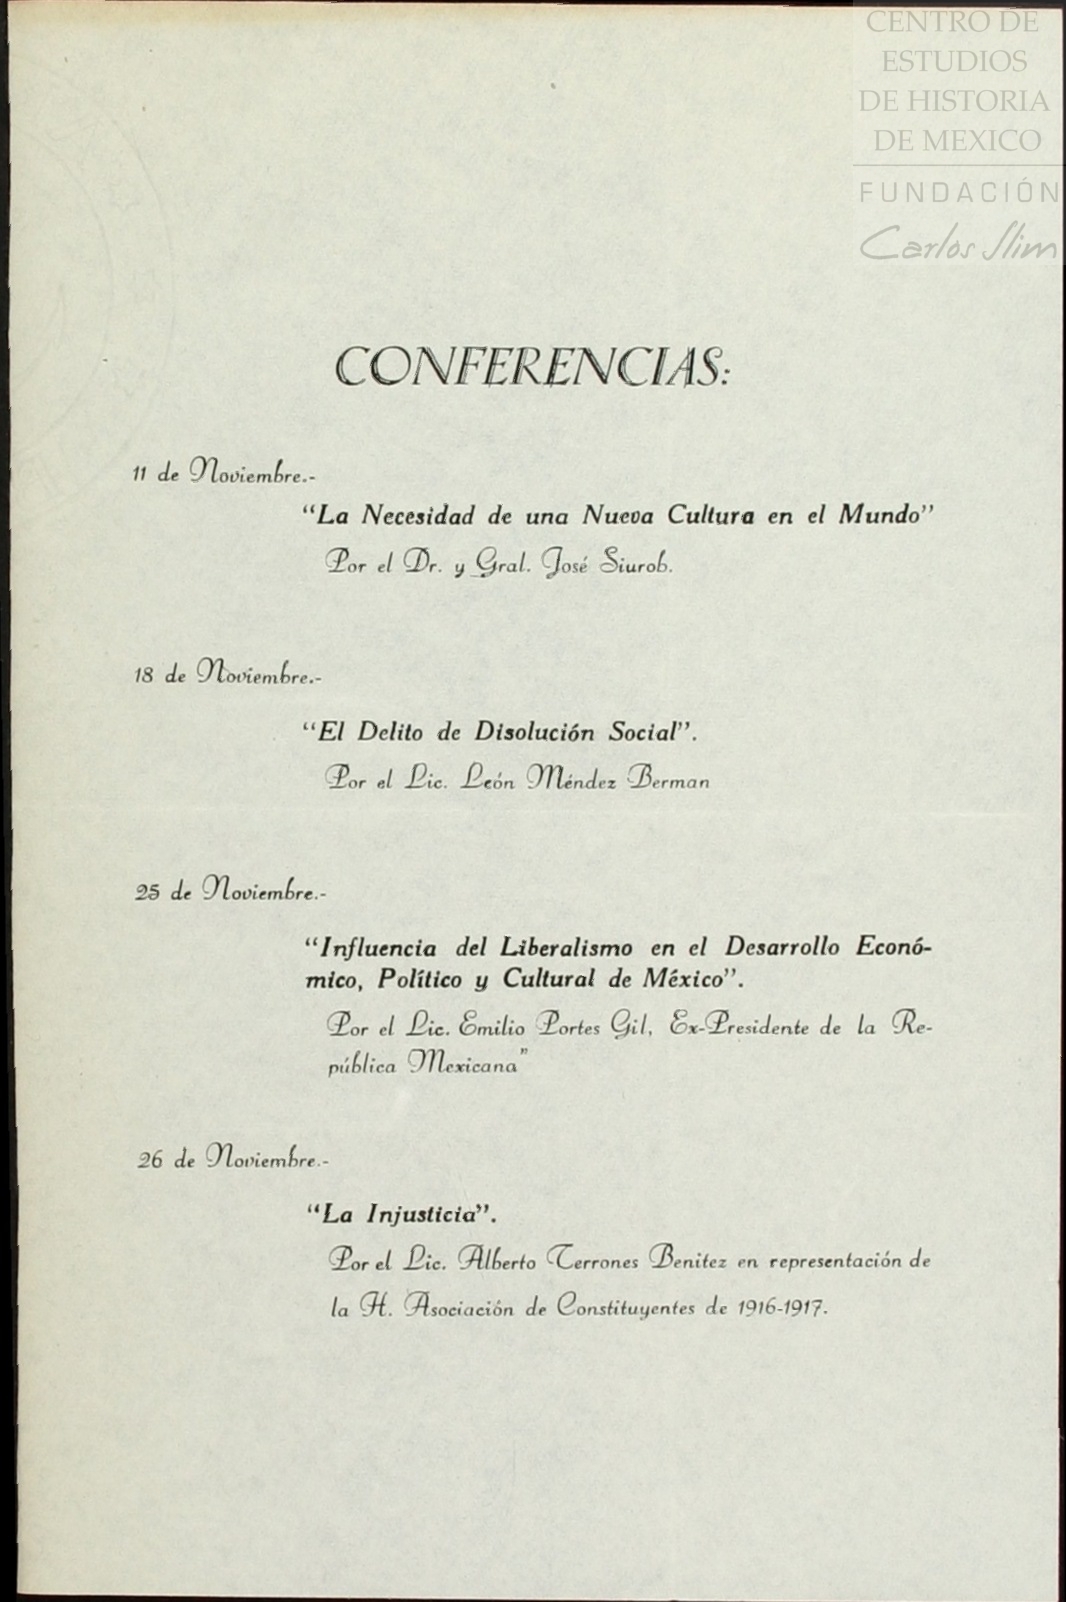 CENTRO DE
ESTUDIOS
DE HISTORIA
DE MEXICO
FUNDACIÓN
Carlos Slim
CONFERENCIAS:
11 de Noviembre.-
"La Necesidad de una Nueva Cultura en el Mundo"
Por el Dr. y Gral. José Siurob.
18 de Noviembre.-
"El Delito de Disolución Social".
Por el Lic. León Méndez Berman
25 de Noviembre.-
"Influencia del Liberalismo en el Desarrollo Econó-
mico, Político y Cultural de México".
Por el Lic. Emilio Portes Gil, Ex-Presidente de la Re-
pública Mexicana"
26 de Noviembre.-
"La Injusticia".
Por el Lic. Alberto Terrones Benitez en representación de
la H. Asociación de Constituyentes de 1916-1917.